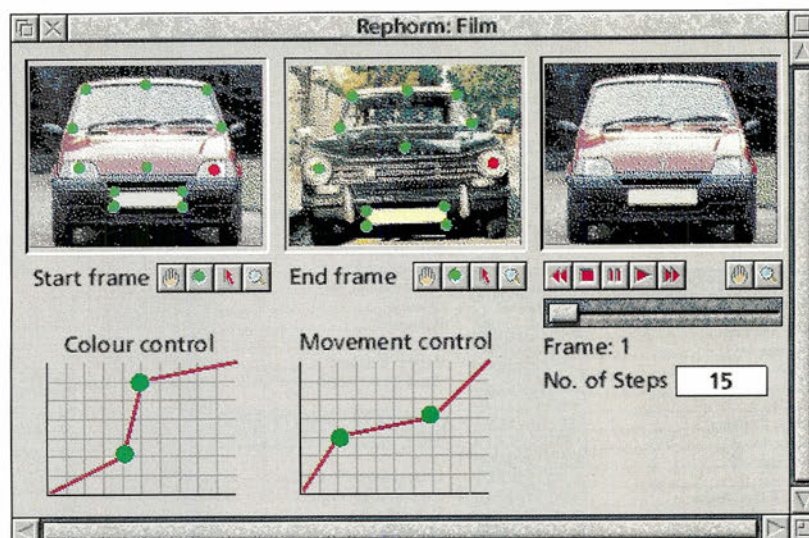 Rephorm: Film
Start frame
End frame
Colour control
Movement control
Frame: 1
No. of Steps 15